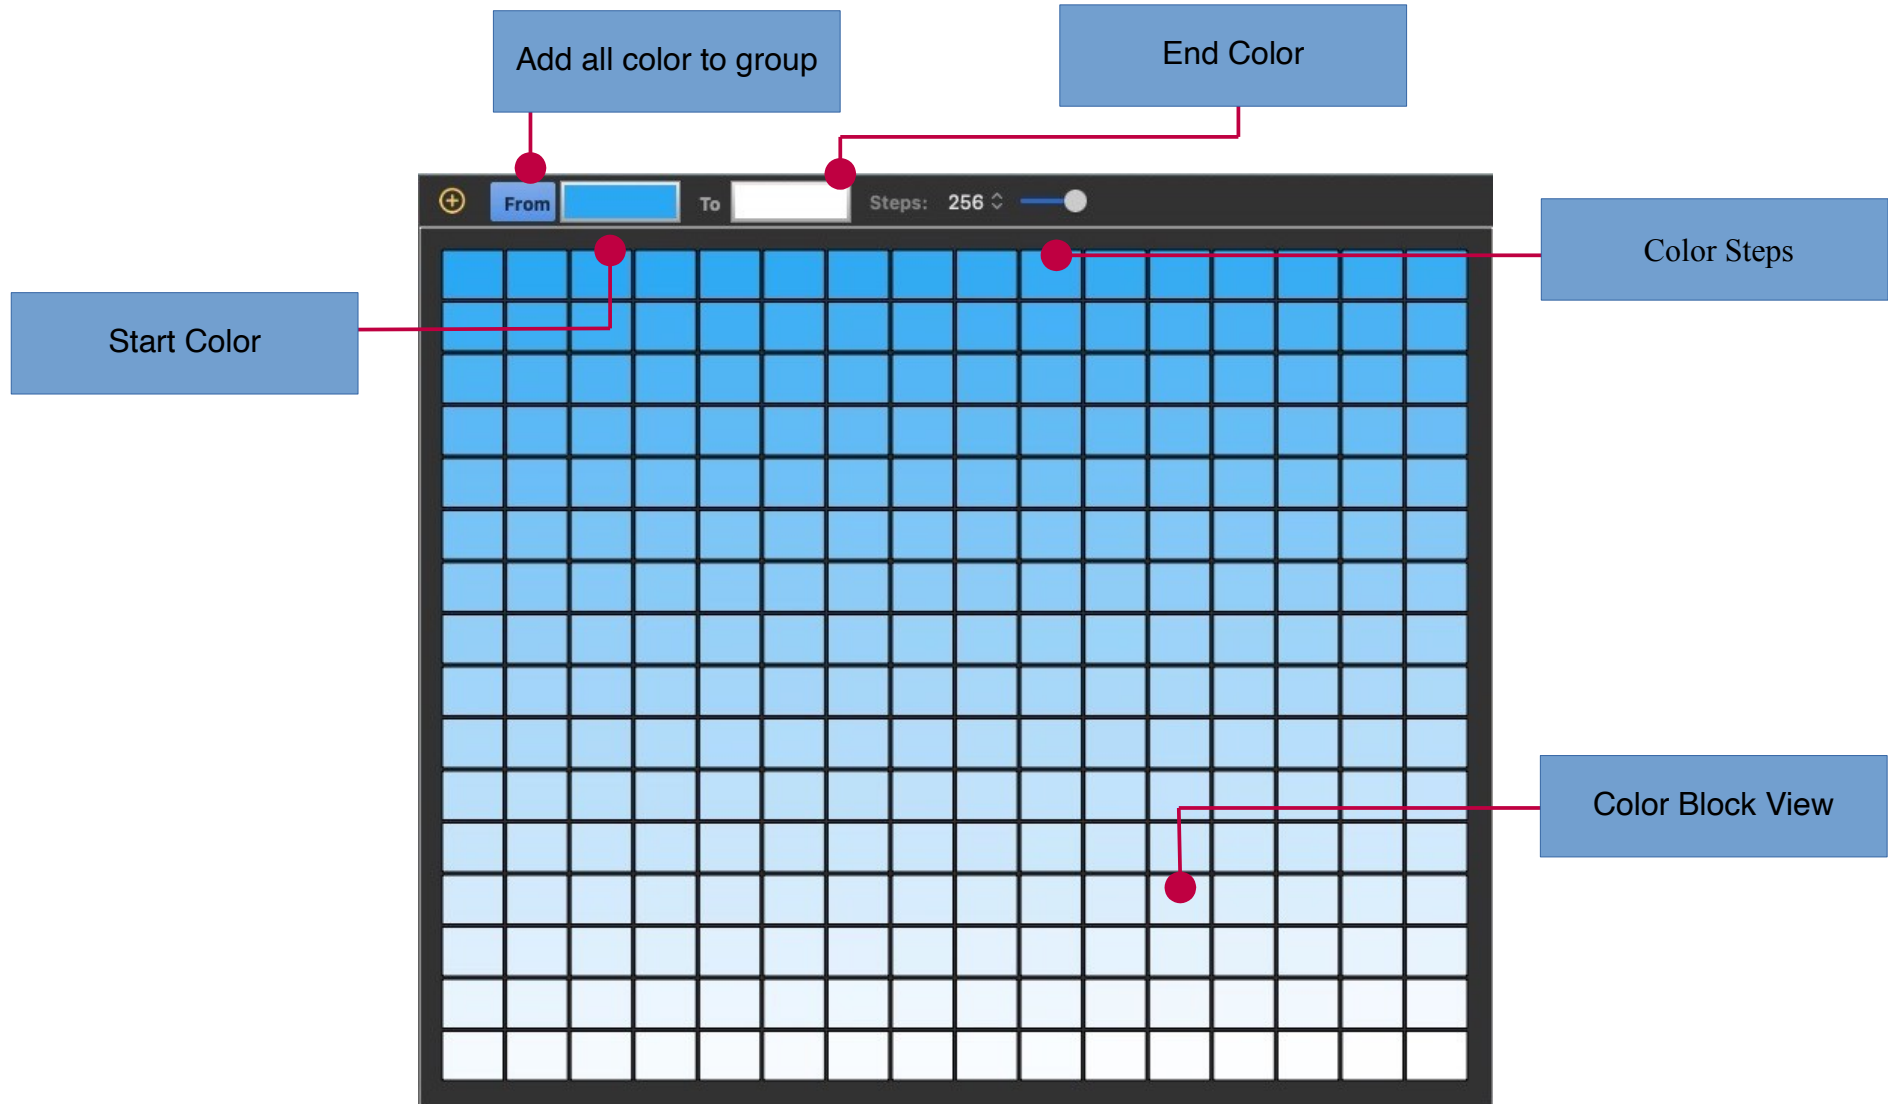 Add all color to group
End Color
From
To
Steps: 256
Color Steps
Start Color
Color Block View